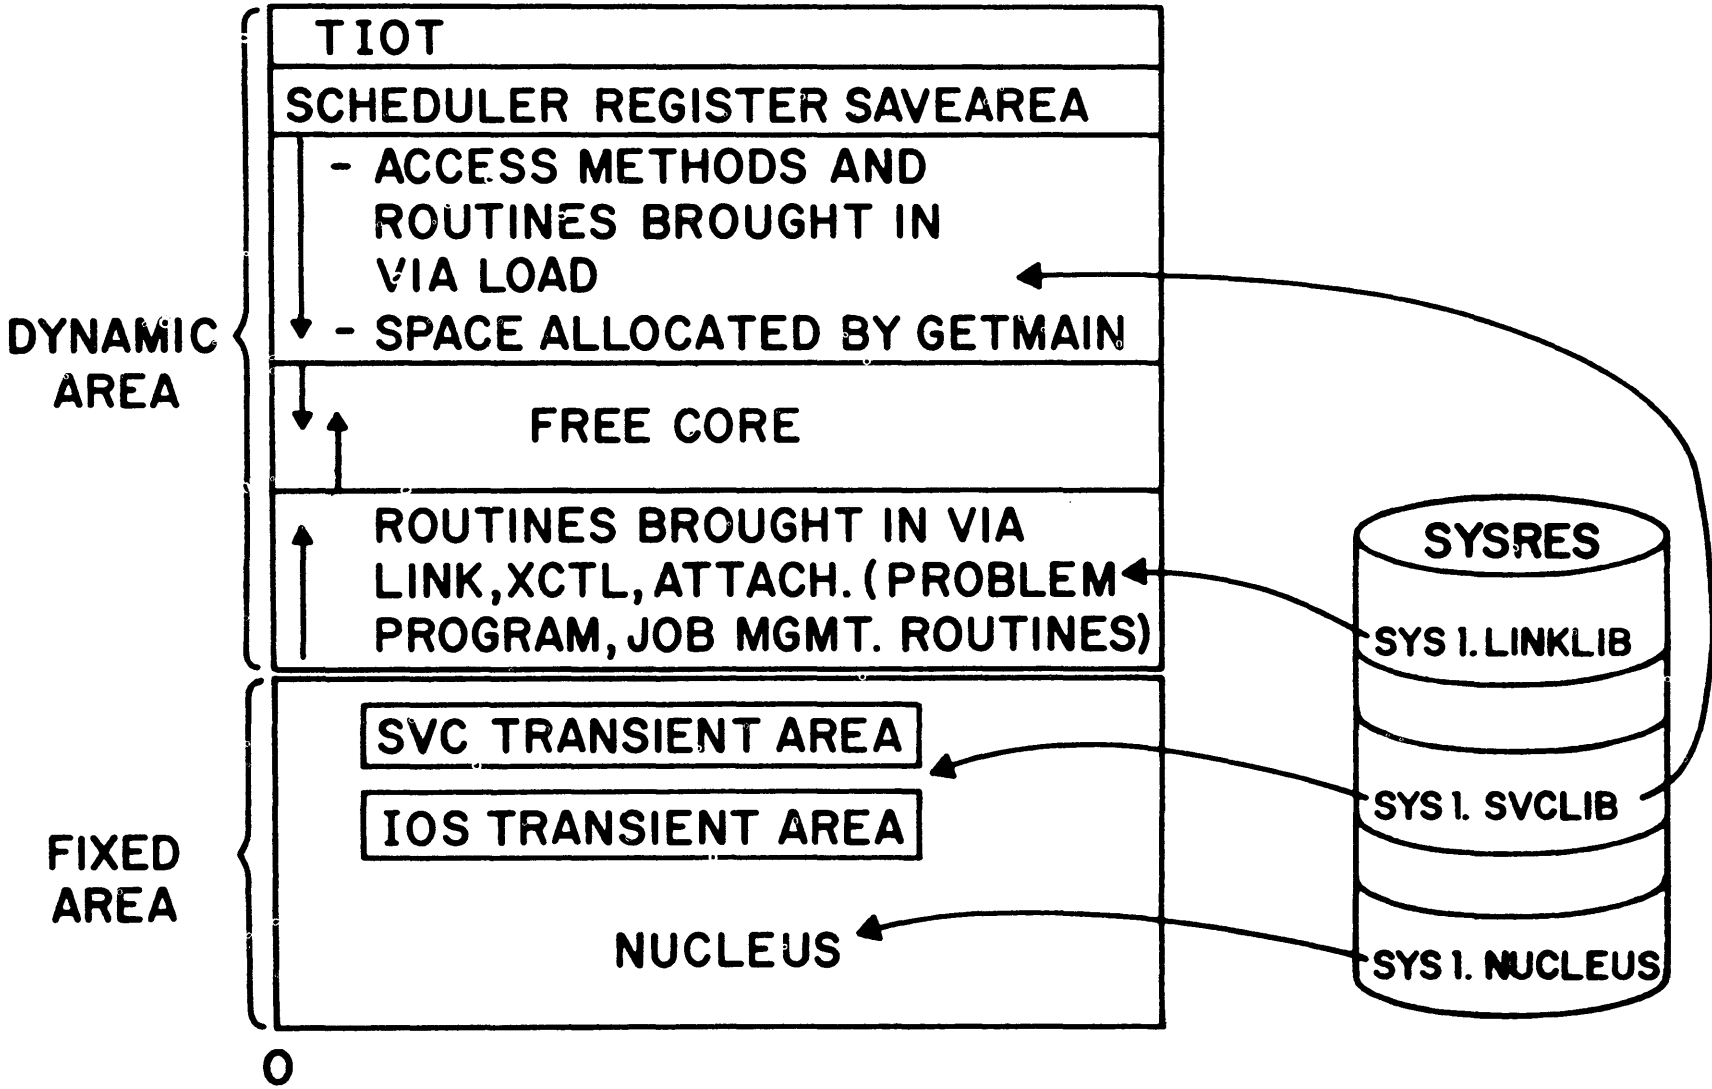 TIOT
SCHEDULER REGISTER SAVEAREA
- ACCESS METHODS AND
ROUTINES BROUGHT IN
VIA LOAD
- SPACE ALLOCATED BY GETMAIN
DYNAMIC
AREA
FREE CORE
ROUTINES BROUGHT IN VIA
LINK, XCTL, ATTACH. (PROBLEM
PROGRAM, JOB MGMT. ROUTINES)
SVC TRANSIENT AREA
IOS TRANSIENT AREA
FIXED
AREA
NUCLEUS
0
SYSRES
SYS 1. LINKLIB
SYS 1. SVCLIB
SYS 1. NUCLEUS